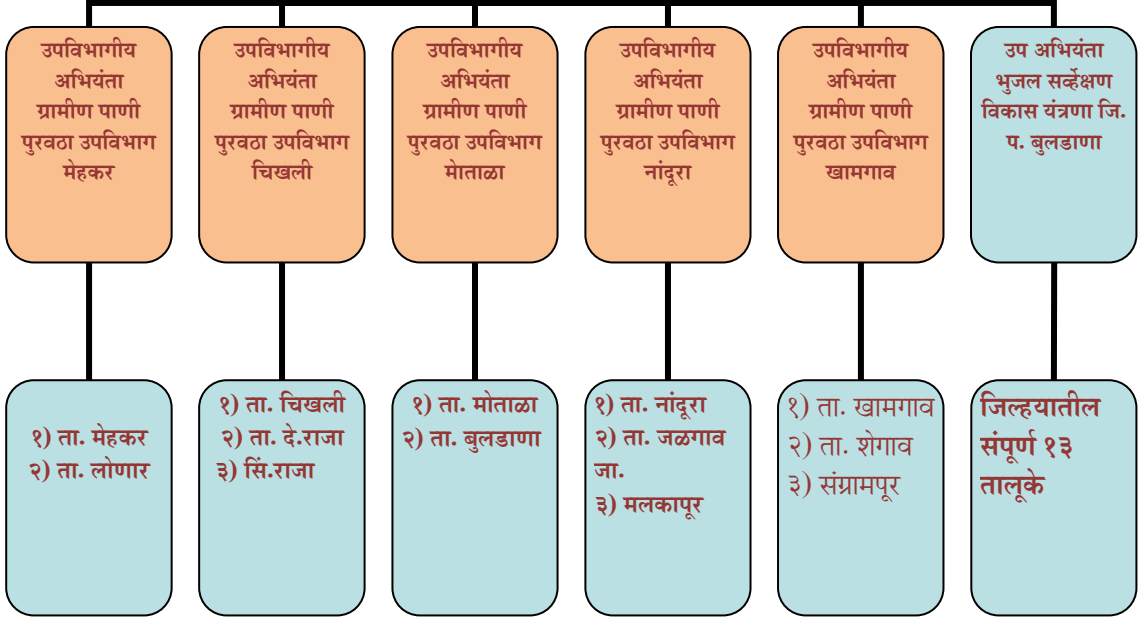 उपविभागीय
अभियंता
ग्रामीण पाणी
पुरवठा उपविभाग
मेहकर
उपविभागीय
अभियंता
ग्रामीण पाणी
पुरवठा उपविभाग
चिखली
उपविभागीय
अभियंता
ग्रामीण पाणी
पुरवठा उपविभाग
मेाताळा
उपविभागीय
अभियंता
ग्रामीण पाणी
पुरवठा उपविभाग
नांदूरा
उपविभागीय
अभियंता
ग्रामीण पाणी
पुरवठा उपविभाग
खामगाव
उप अभियंता
भुजल सर्व्हेक्षण
विकास यंत्रणा जि.
प. बुलडाणा
१) ता. मेहकर
२) ता. लोणार
१) ता. चिखली
२) ता. दे.राजा
३) सिं.राजा
१) ता. मोताळा
२) ता. बुलडाणा
१) ता. नांदूरा
२) ता. जळगाव
जा.
३) मलकापूर
१) ता. खामगाव
२) ता. शेगाव
३) संग्रामपूर
जिल्हयातील
संपूर्ण १३
तालूके